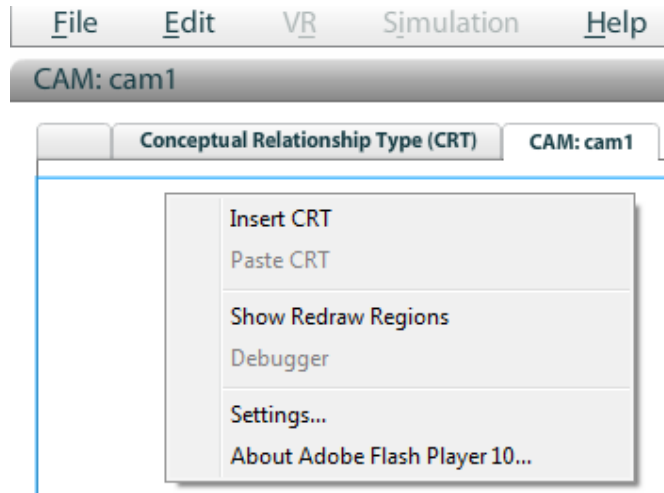 File Edit VR Simulation Help
CAM: cam1
Conceptual Relationship Type (CRT) CAM: cam1
Insert CRT
Paste CRT
Show Redraw Regions
Debugger
Settings...
About Adobe Flash Player 10...